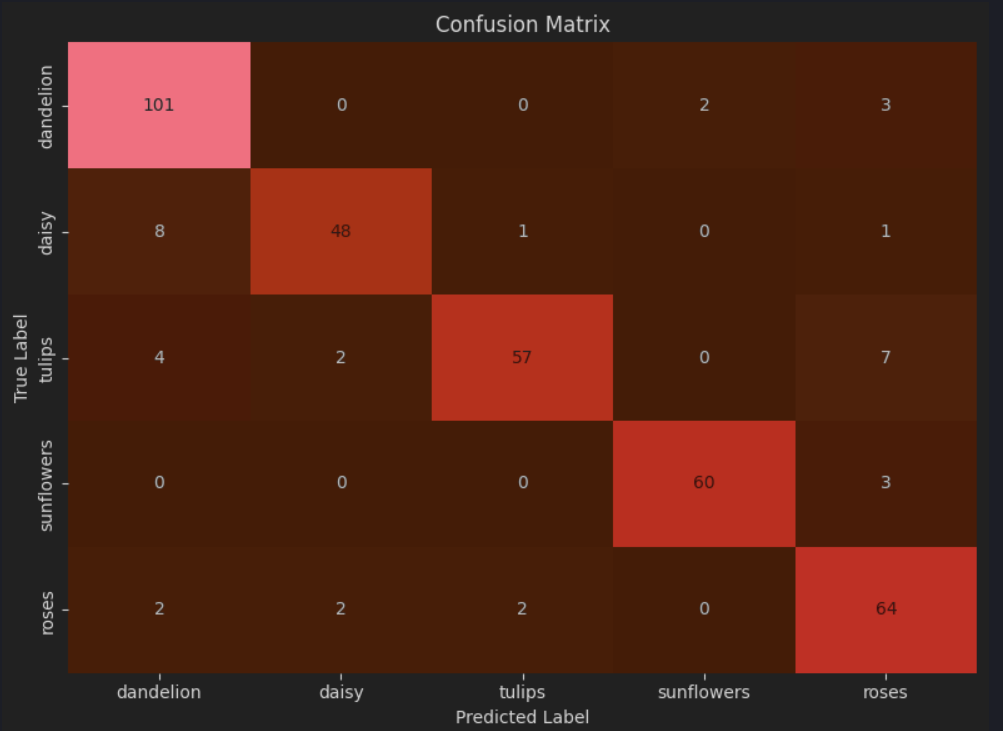 Confusion Matrix
True Label
dandelion
101 0 0 2 3
daisy
8 48 1 0 1
tulips
4 2 57 0 7
sunflowers
0 0 0 60 3
roses
2 2 2 0 64
dandelion daisy tulips sunflowers roses
Predicted Label